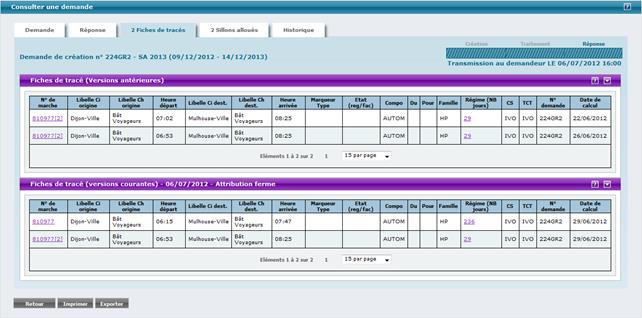 Consulter une demande
Demande Réponse 2 Fiches de tracés 2 Sillons alloués Historique
Création Traitement Réponse
Demande de création n° 224GR2 - SA 2013 (09/12/2012 - 14/12/2013)
Transmission au demandeur LE 06/07/2012 16:00
Fiches de tracé (Versions antérieures)
N° de marche Libelle Ci origine Libelle Ch origine Heure départ Libelle Ci dest. Libelle Ch dest. Heure arrivée Marqueur Type Etat (reg/fac) Compo Du Pour Famille Régime (NB jours) CS TCT N° demande Date de calcul
810977[2] Dijon-Ville Bât Voyageurs 07:02 Mulhouse-Ville Bât Voyageurs 08:25 AUTOM HP 29 IVO IVO 224GR2 22/06/2012
810977[2] Dijon-Ville Bât Voyageurs 06:53 Mulhouse-Ville Bât Voyageurs 08:25 AUTOM HP 29 IVO IVO 224GR2 26/06/2012
Eléments 1 à 2 sur 2 1 15 par page
Fiches de tracé (versions courantes) - 06/07/2012 - Attribution ferme
N° de marche Libelle Ci origine Libelle Ch origine Heure départ Libelle Ci dest. Libelle Ch dest. Heure arrivée Marqueur Type Etat (reg/fac) Compo Du Pour Famille Régime (NB jours) CS TCT N° demande Date de calcul
810977 Dijon-Ville Bât Voyageurs 06:15 Mulhouse-Ville Bât Voyageurs 07:47 AUTOM HP 236 IVO IVO 224GR2 29/06/2012
810977[2] Dijon-Ville Bât Voyageurs 06:53 Mulhouse-Ville Bât Voyageurs 08:25 AUTOM HP 29 IVO IVO 224GR2 29/06/2012
Eléments 1 à 2 sur 2 1 15 par page
Retour Imprimer Exporter